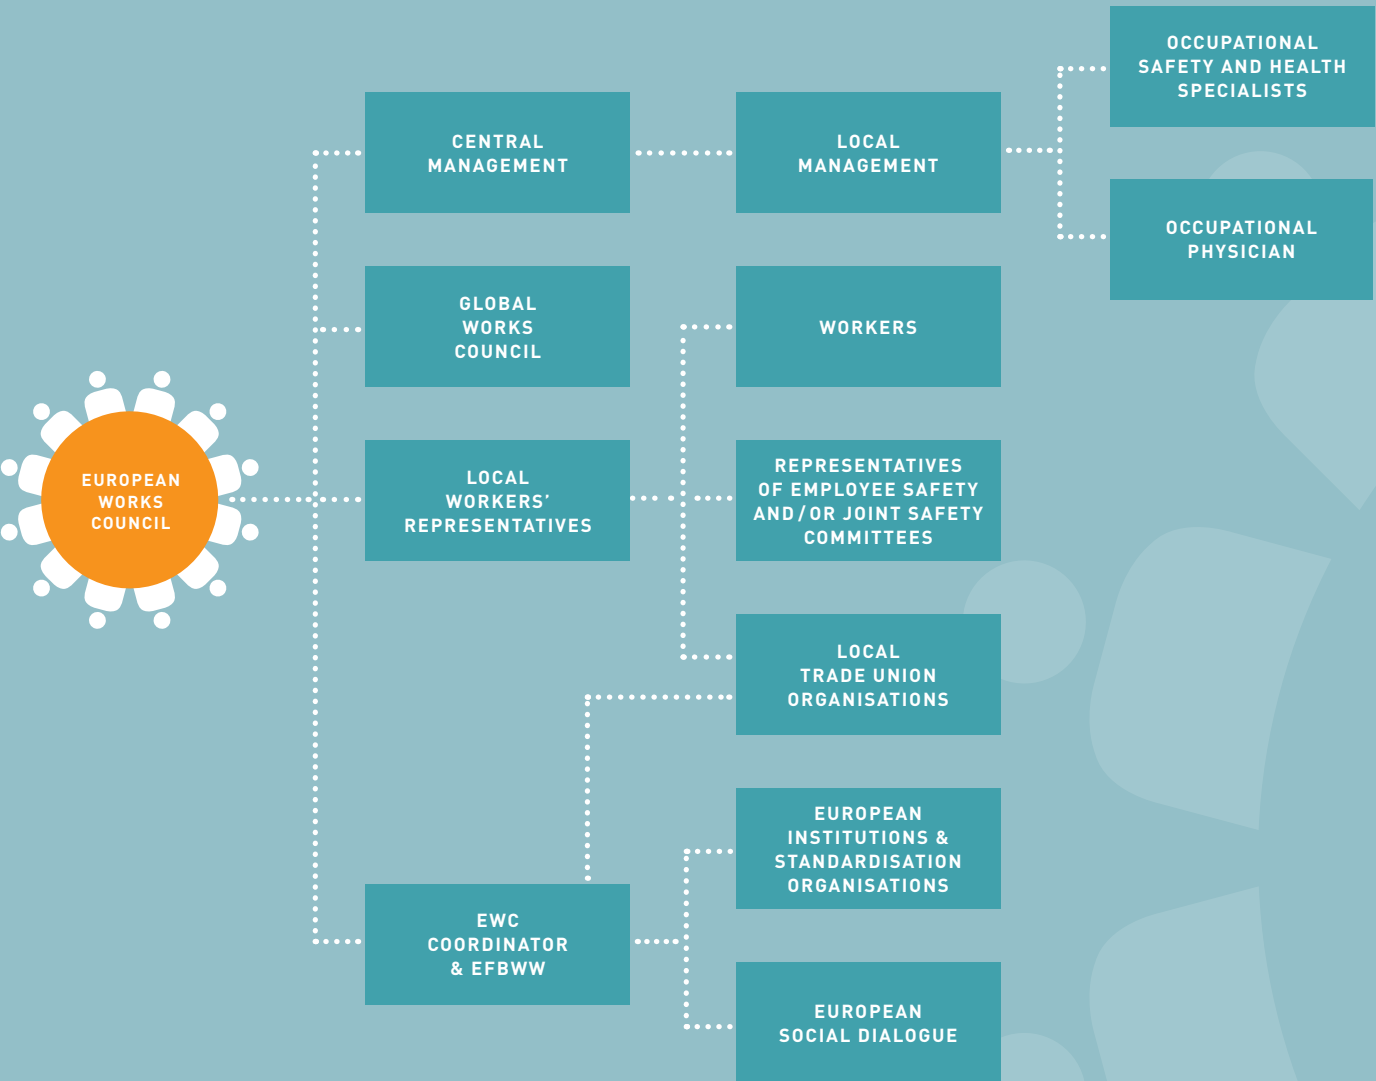 OCCUPATIONAL
SAFETY AND HEALTH
SPECIALISTS
CENTRAL
MANAGEMENT
LOCAL
MANAGEMENT
OCCUPATIONAL
PHYSICIAN
GLOBAL
WORKS
COUNCIL
WORKERS
EUROPEAN
WORKS
COUNCIL
LOCAL
WORKERS’
REPRESENTATIVES
REPRESENTATIVES
OF EMPLOYEE SAFETY
AND/OR JOINT SAFETY
COMMITTEES
LOCAL
TRADE UNION
ORGANISATIONS
EUROPEAN
INSTITUTIONS &
STANDARDISATION
ORGANISATIONS
EWC
COORDINATOR
& EFBWW
EUROPEAN
SOCIAL DIALOGUE